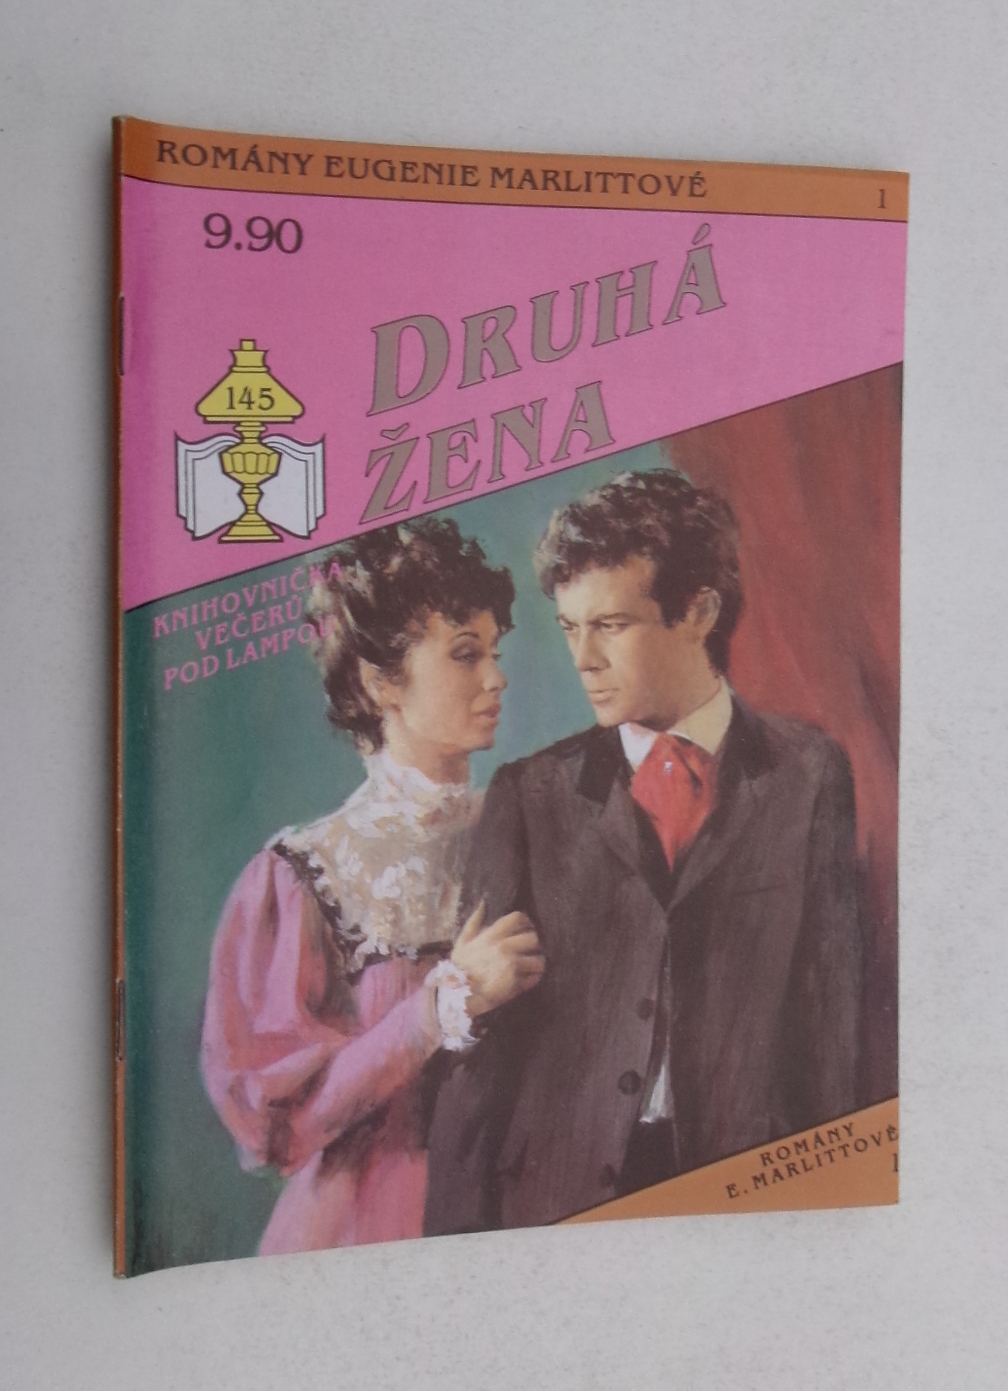 ROMÁNY EUGENIE MARLITTOVÉ 1
9.90
DRUHÁ
ŽENA
145
KNIHOVNIČKA
VEČERŮ
POD LAMPOU
ROMÁNY
E. MARLITTOVÉ
1